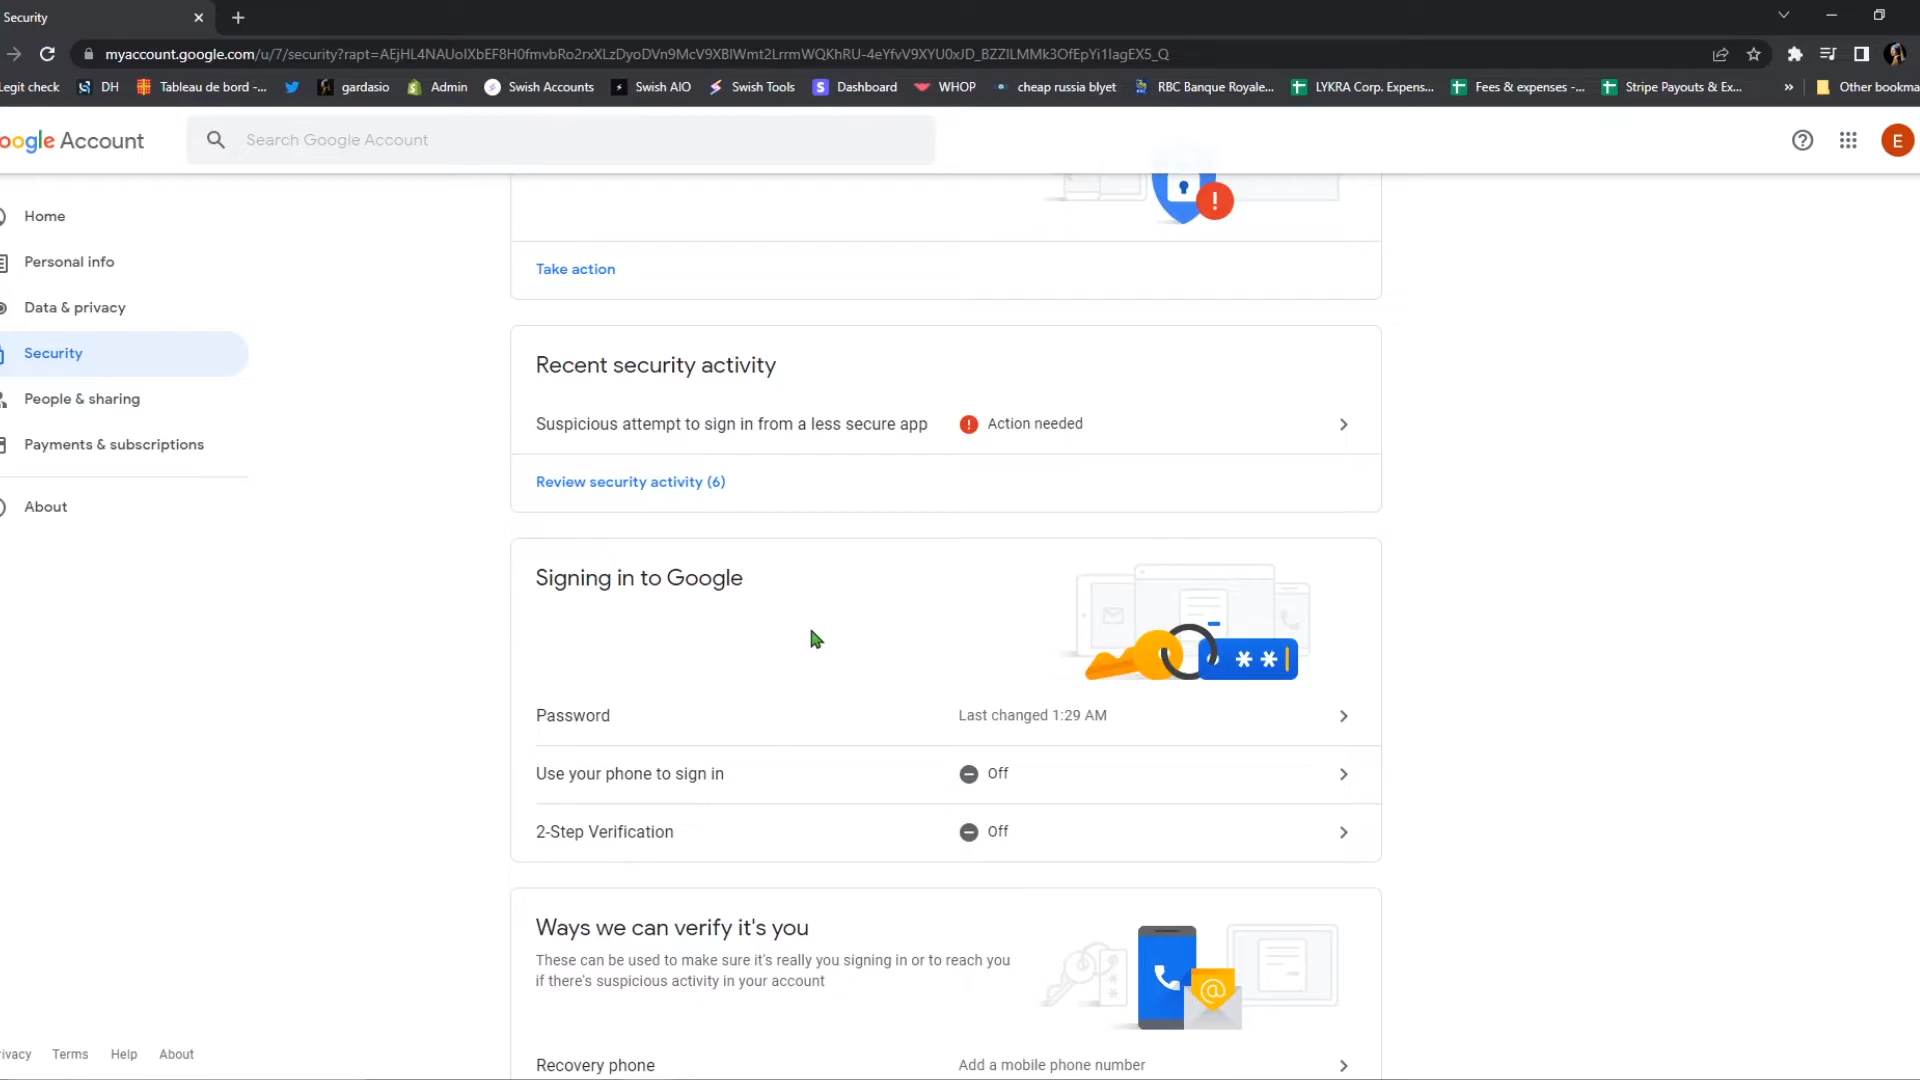 Security
myaccount.google.com/u/7/security?rapt=AEjHL4NAUoIXbEF8H0fmvbRo2rxXLzDyoDVn9McV9XBlWmt2LrrmWQKhRU-4eYfvV9XYU0xJD_BZZILMMk3OfEpYi1IagEX5_Q
Legit check DH Tableau de bord -... gardasio Admin Swish Accounts Swish AIO Swish Tools Dashboard WHOP cheap russia blyet RBC Banque Royale... LYKRA Corp. Expens... Fees & expenses -... Stripe Payouts & Ex... » Other bookma
oogle Account
Search Google Account
E
Home
Personal info
Data & privacy
Security
People & sharing
Payments & subscriptions
About
Take action
Recent security activity
Suspicious attempt to sign in from a less secure app
Action needed
Review security activity (6)
Signing in to Google
Password
Last changed 1:29 AM
Use your phone to sign in
Off
2-Step Verification
Off
Ways we can verify it's you
These can be used to make sure it's really you signing in or to reach you
if there's suspicious activity in your account
Recovery phone
Add a mobile phone number
rivacy Terms Help About